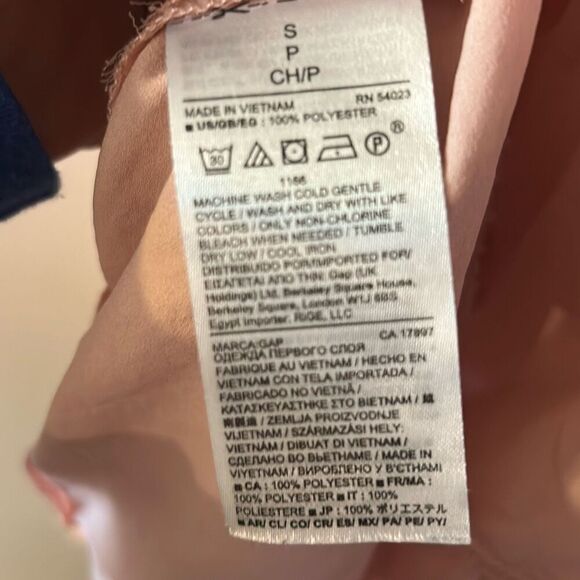 S
P
CH/P
MADE IN VIETNAM RN 54023
■ US/GB/EG : 100% POLYESTER
30 P ®
1166
MACHINE WASH COLD GENTLE
CYCLE / WASH AND DRY WITH LIKE
COLORS / ONLY NON-CHLORINE
BLEACH WHEN NEEDED / TUMBLE
DRY LOW / COOL IRON
DISTRIBUIDO POR/IMPORTED FOR/
ΕΙΣΑΓΕΤΑΙ ΑΠΟ ΤΗΝ: Gap (UK
Holdings) Ltd. Berkeley Square House,
Berkeley Square, London W1J 6BS
Egypt importer, RIGE, LLC
MARCA:GAP CA 17897
ОДЕЖДА ПЕРВОГО СЛОЯ
FABRIQUE AU VIETNAM / HECHO EN
VIETNAM CON TELA IMPORTADA /
FABRICADO NO VIETNÃ /
ΚΑΤΑΣΚΕΥΑΣΤΗΚΕ ΣΤΟ ΒΙΕΤΝΑΜ / 越
南製造 / ZEMLJA PROIZVODNJE
VIJETNAM / SZÁRMAZÁSI HELY:
VIETNÁM / DIBUAT DI VIETNAM /
СДЕЛАНО ВО ВЬЕТНАМЕ / MADE IN
VIYETNAM / ВИРОБЛЕНО У В'ЄТНАМІ
■ CA : 100% POLYESTER ■ FR/MA :
100% POLYESTER ■ IT : 100%
POLIESTERE ■ JP : 100% ポリエステル
■ AR/ CL/ CO/ CR/ ES/ MX/ PA/ PE/ PY/